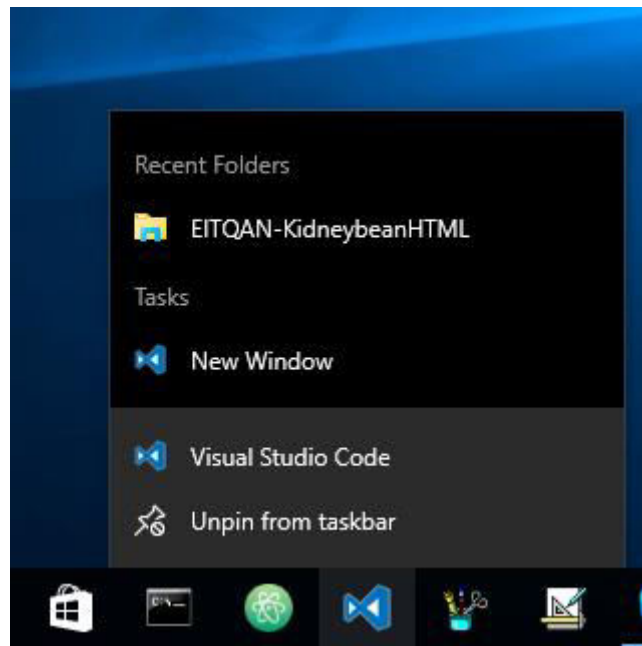 Recent Folders
EITQAN-KidneybeanHTML
Tasks
New Window
Visual Studio Code
Unpin from taskbar